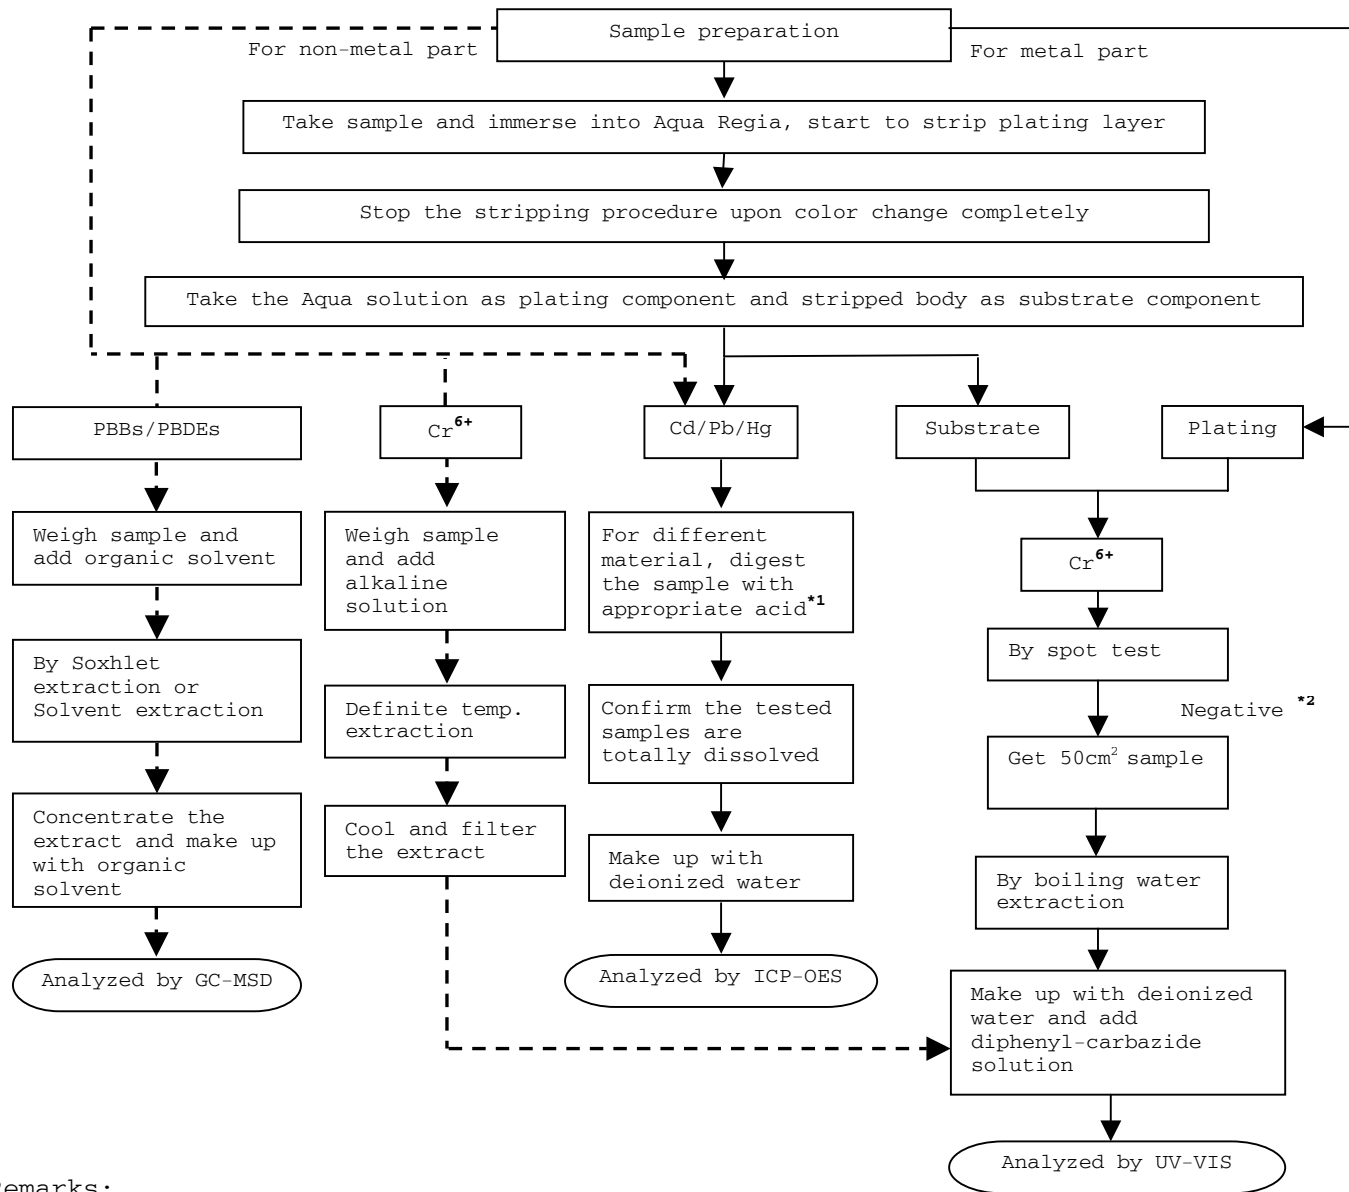 Sample preparation
For non-metal part
For metal part
Take sample and immerse into Aqua Regia, start to strip plating layer
Stop the stripping procedure upon color change completely
Take the Aqua solution as plating component and stripped body as substrate component
PBBs/PBDEs
Cr⁶⁺
Cd/Pb/Hg
Substrate
Plating
Weigh sample and
add organic solvent
Weigh sample
and add
alkaline
solution
For different
material, digest
the sample with
appropriate acid*1
Cr⁶⁺
By spot test
Negative *2
By Soxhlet
extraction or
Solvent extraction
Definite temp.
extraction
Confirm the tested
samples are
totally dissolved
Get 50cm² sample
Concentrate the
extract and make up
with organic
solvent
Cool and filter
the extract
Make up with
deionized water
By boiling water
extraction
Analyzed by GC-MSD
Analyzed by ICP-OES
Make up with deionized
water and add
diphenyl-carbazide
solution
Analyzed by UV-VIS
Remarks: